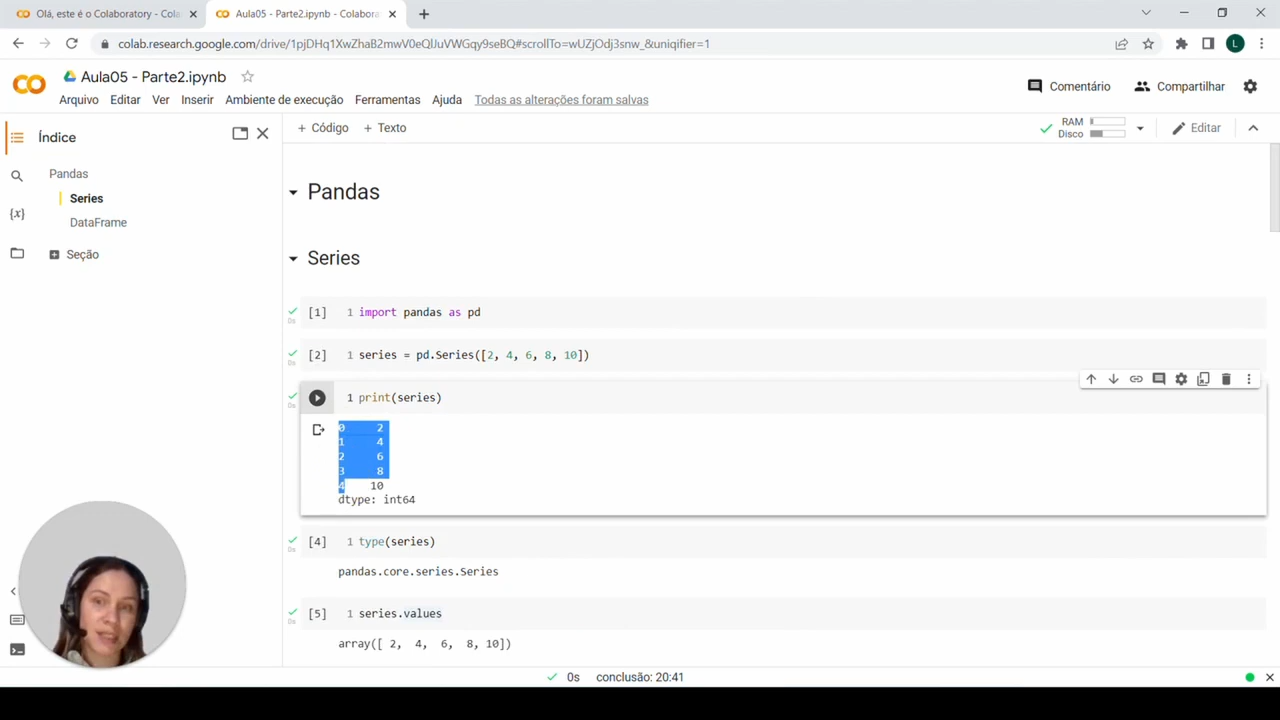 Olá, este é o Colaboratory - Cola
Aula05 - Parte2.ipynb - Colabora
colab.research.google.com/drive/1pjDHq1XwZhaB2mwV0eQlJuVWGqy9seBQ#scrollTo=wUZjOdj3snw_&uniqifier=1
L
Aula05 - Parte2.ipynb
Comentário
Compartilhar
Arquivo Editar Ver Inserir Ambiente de execução Ferramentas Ajuda Todas as alterações foram salvas
Índice
+ Código + Texto
RAM
Disco
Editar
Pandas
Series
DataFrame
Seção
{x}
Pandas
Series
0s
[1] 1 import pandas as pd
0s
[2] 1 series = pd.Series([2, 4, 6, 8, 10])
0s
1 print(series)
0 2
1 4
2 6
3 8
4 10
dtype: int64
0s
[4] 1 type(series)
pandas.core.series.Series
0s
[5] 1 series.values
array([ 2, 4, 6, 8, 10])
0s conclusão: 20:41